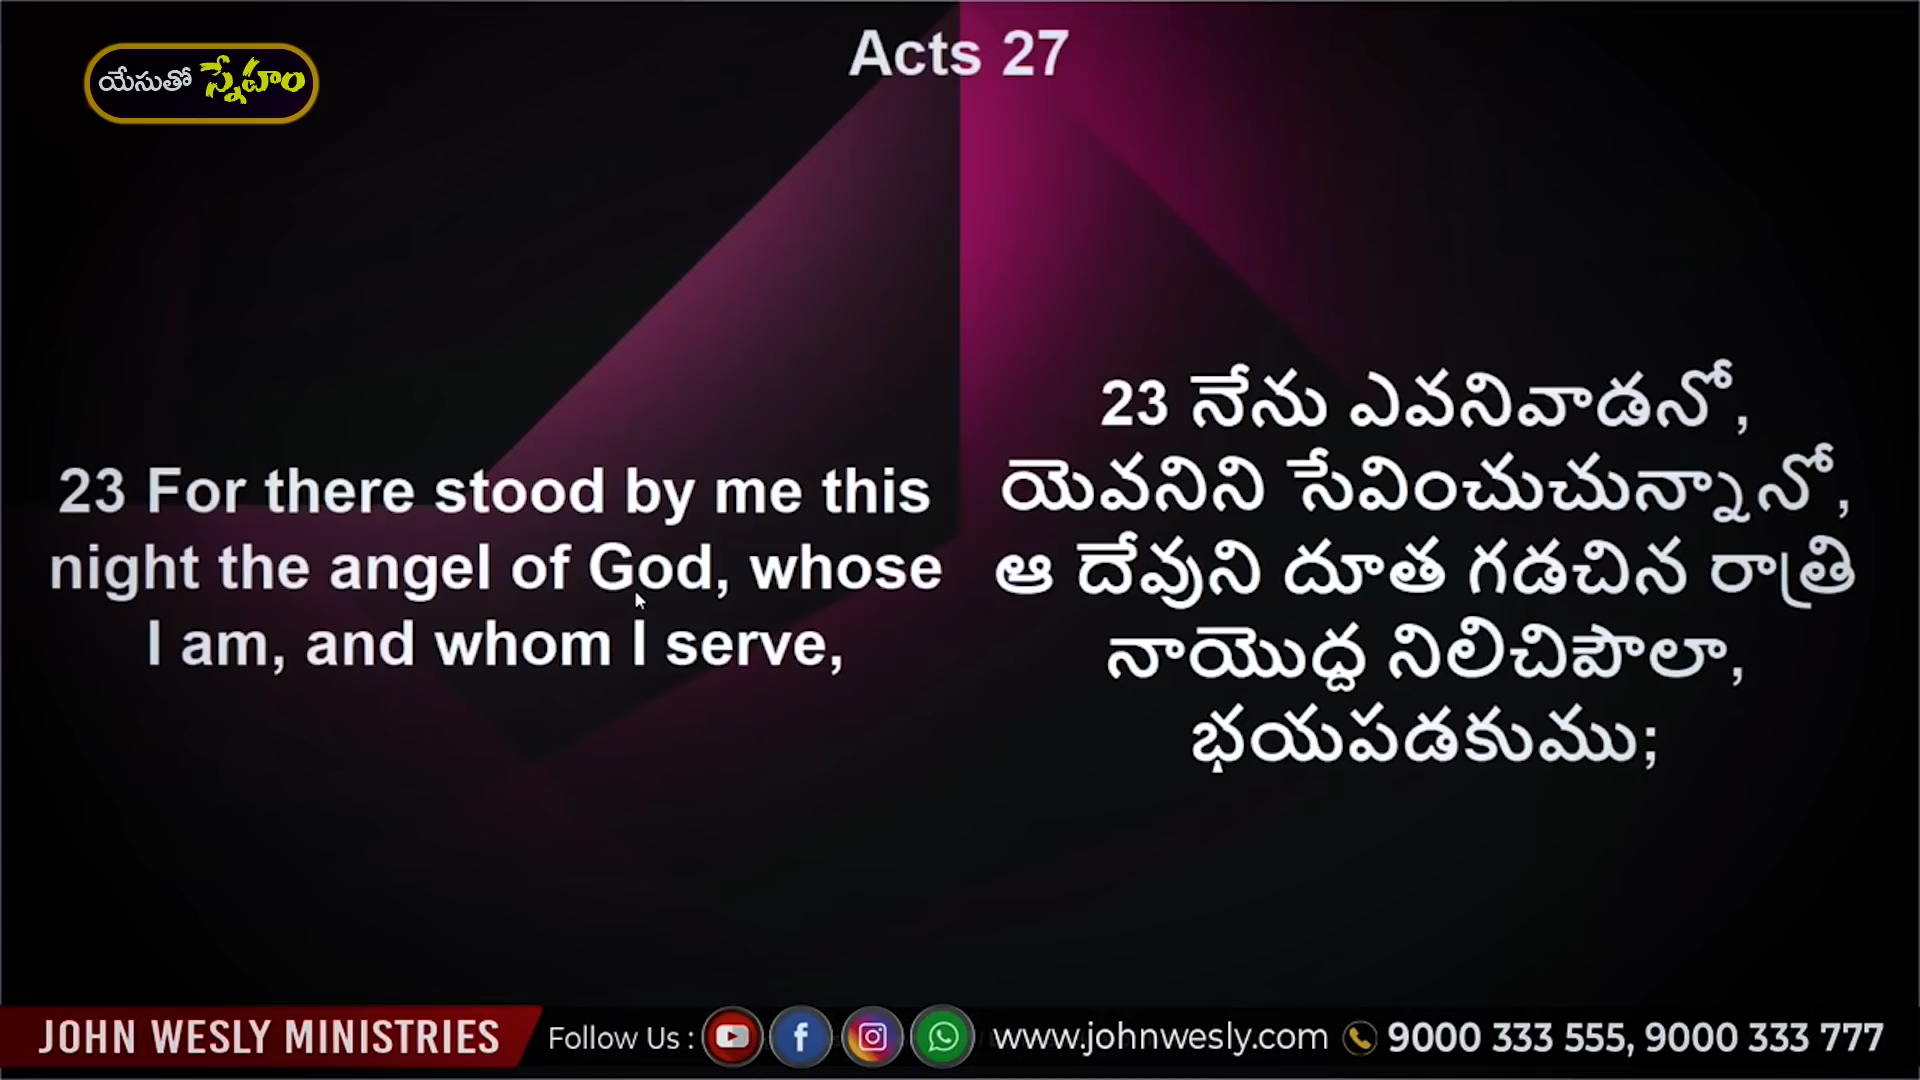 Acts 27
యేసుతో స్నేహం
23 For there stood by me this
night the angel of God, whose
I am, and whom I serve,
23 నేను ఎవనివాడనో,
యెవనిని సేవించుచున్నానో,
ఆ దేవుని దూత గడచిన రాత్రి
నాయొద్ద నిలిచిపౌలా,
భయపడకుము;
JOHN WESLY MINISTRIES
Follow Us :
www.johnwesly.com
9000 333 555, 9000 333 777